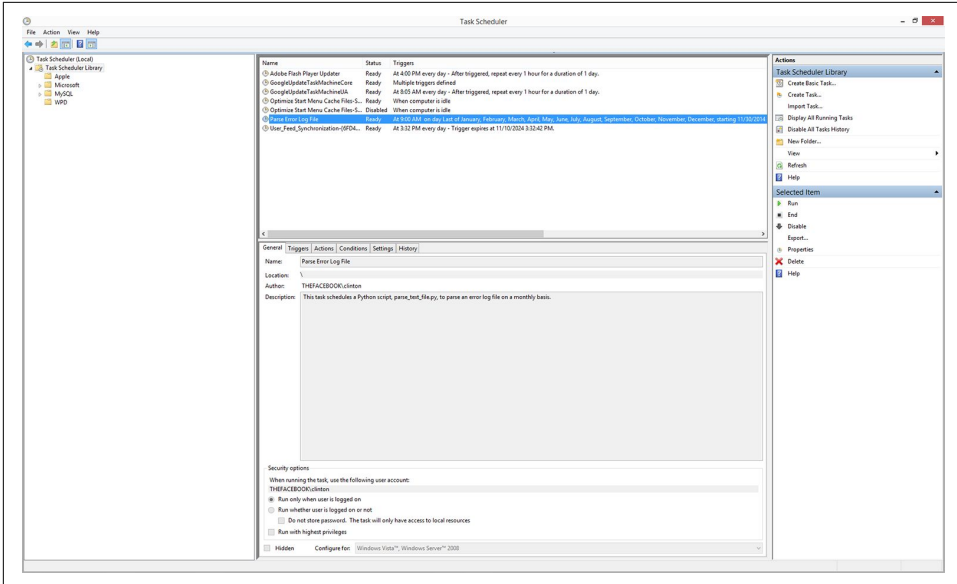 Task Scheduler
File Action View Help
Task Scheduler (Local)
Task Scheduler Library
Apple
Microsoft
MySQL
WPD
Name Status Triggers
Adobe Flash Player Updater Ready At 4:00 PM every day - After triggered, repeat every 1 hour for a duration of 1 day.
GoogleUpdateTaskMachineCore Ready Multiple triggers defined
GoogleUpdateTaskMachineUA Ready At 8:05 AM every day - After triggered, repeat every 1 hour for a duration of 1 day.
Optimize Start Menu Cache Files-S... Ready When computer is idle
Optimize Start Menu Cache Files-S... Disabled When computer is idle
Parse Error Log File Ready At 9:00 AM on day Last of January, February, March, April, May, June, July, August, September, October, November, December, starting 11/30/2014
User_Feed_Synchronization-{6FD4... Ready At 3:32 PM every day - Trigger expires at 11/10/2024 3:32:42 PM.
General Triggers Actions Conditions Settings History
Name: Parse Error Log File
Location: \
Author: THEFACEBOOK\clinton
Description: This task schedules a Python script, parse_text_file.py, to parse an error log file on a monthly basis.
Security options
When running the task, use the following user account:
THEFACEBOOK\clinton
Run only when user is logged on
Run whether user is logged on or not
Do not store password. The task will only have access to local resources
Run with highest privileges
Hidden Configure for: Windows Vista™, Windows Server™ 2008
Actions
Task Scheduler Library
Create Basic Task...
Create Task...
Import Task...
Display All Running Tasks
Disable All Tasks History
New Folder...
View
Refresh
Help
Selected Item
Run
End
Disable
Export...
Properties
Delete
Help